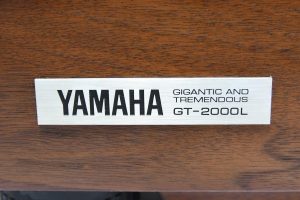 YAMAHA
GIGANTIC AND
TREMENDOUS
GT-2000L